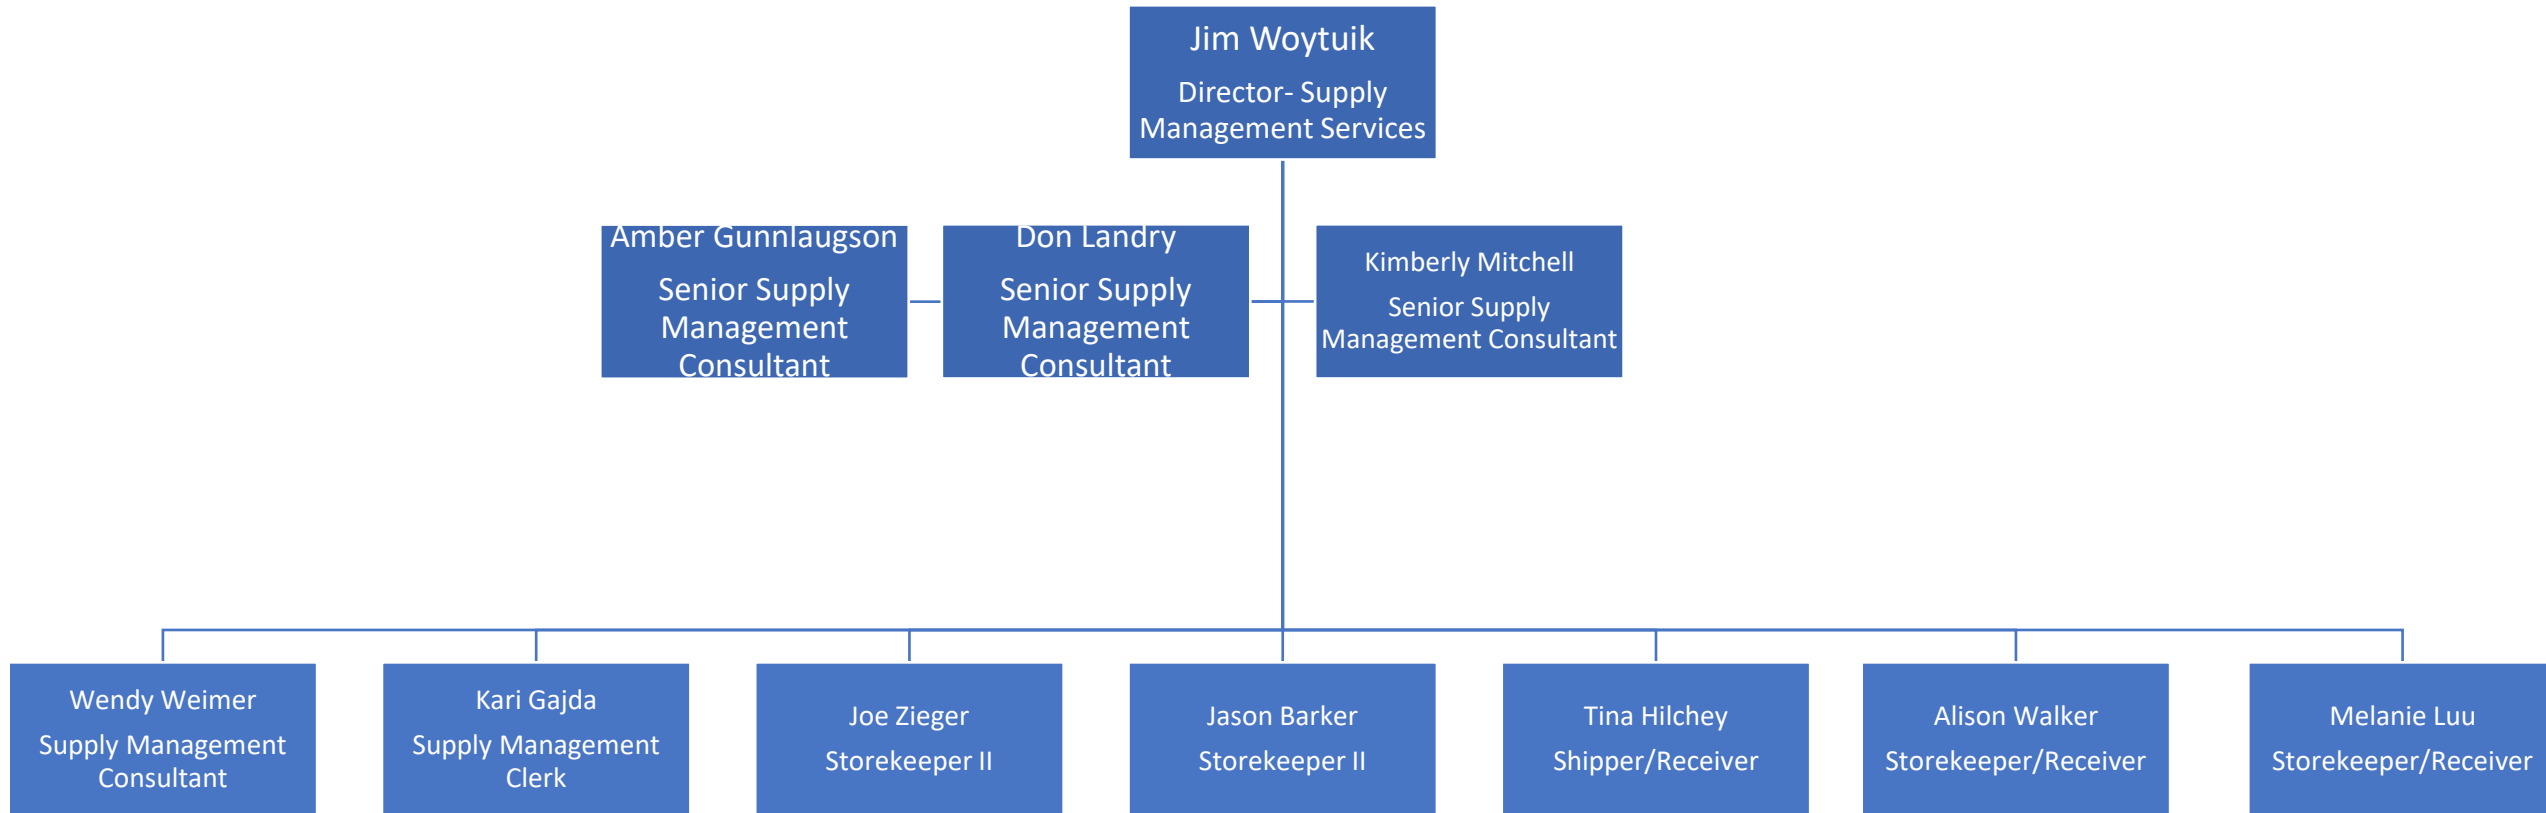 Jim Woytuik
Director- Supply
Management Services
Amber Gunnlaugson
Senior Supply
Management
Consultant
Don Landry
Senior Supply
Management
Consultant
Kimberly Mitchell
Senior Supply
Management Consultant
Wendy Weimer
Supply Management
Consultant
Kari Gajda
Supply Management
Clerk
Joe Zieger
Storekeeper II
Jason Barker
Storekeeper II
Tina Hilchey
Shipper/Receiver
Alison Walker
Storekeeper/Receiver
Melanie Luu
Storekeeper/Receiver